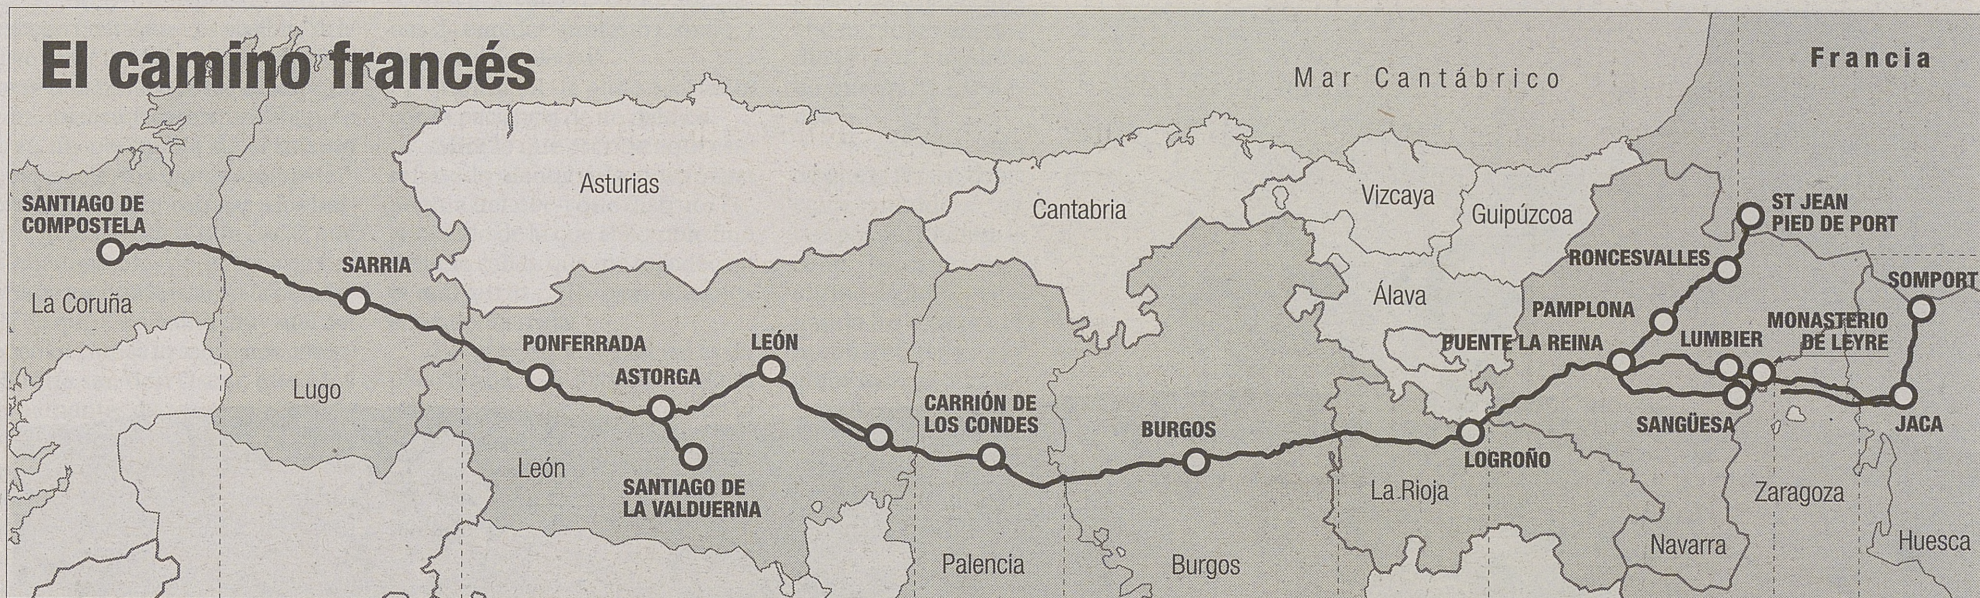 El camino francés
Mar Cantábrico
Francia
Asturias
Cantabria
Vizcaya
Guipúzcoa
SANTIAGO DE
COMPOSTELA
ST JEAN
PIED DE PORT
SARRIA
RONCESVALLES
SOMPORT
La Coruña
Álava
PAMPLONA
MONASTERIO
DE LEYRE
PONFERRADA
LEÓN
PUENTE LA REINA
LUMBIER
ASTORGA
Lugo
CARRIÓN DE
LOS CONDES
BURGOS
SANGÜESA
JACA
León
LOGROÑO
SANTIAGO DE
LA VALDUERNA
La Rioja
Zaragoza
Palencia
Burgos
Navarra
Huesca